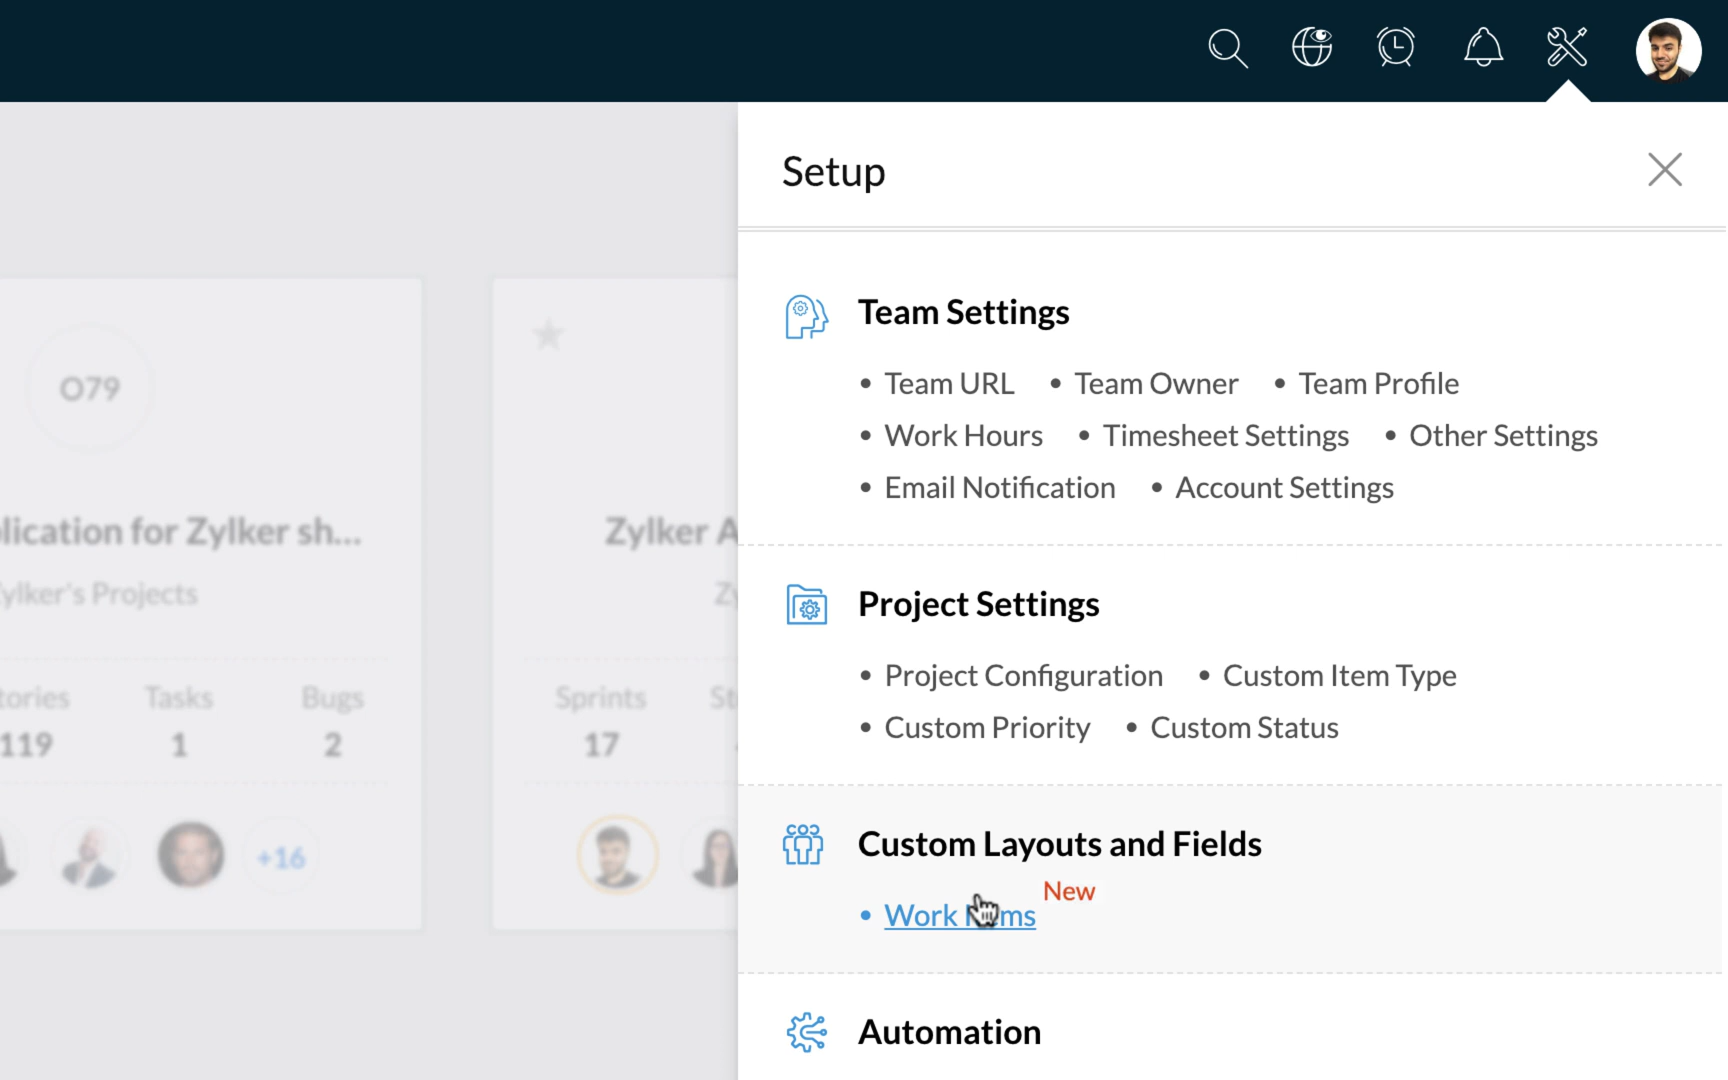 Setup
Team Settings
• Team URL • Team Owner • Team Profile
• Work Hours • Timesheet Settings • Other Settings
• Email Notification • Account Settings
Project Settings
• Project Configuration • Custom Item Type
• Custom Priority • Custom Status
Custom Layouts and Fields
New
• Work
Automation
O79
lication for Zylker sh...
ylker's Projects
tories Tasks Bugs
119 1 2
+16
Zylker A
Zy
Sprints St
17